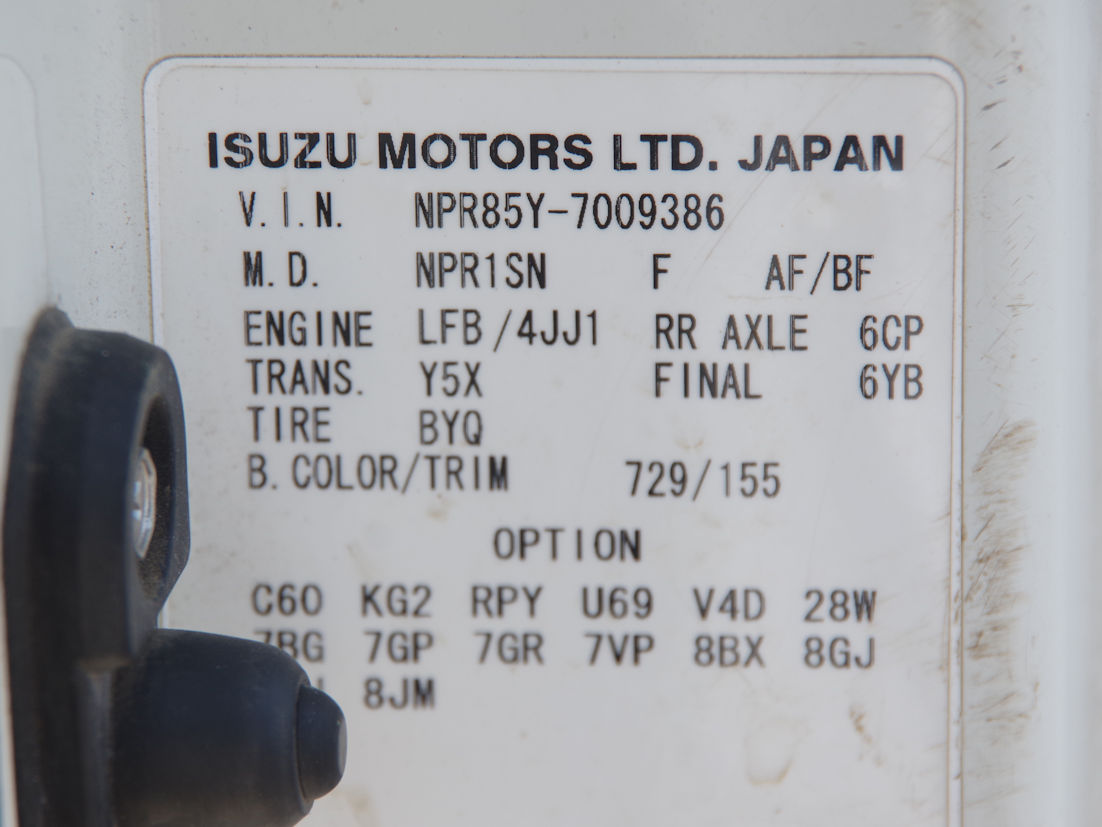 ISUZU MOTORS LTD. JAPAN
V.I.N. NPR85Y-7009386
M.D. NPR1SN F AF/BF
ENGINE LFB/4JJ1 RR AXLE 6CP
TRANS. Y5X FINAL 6YB
TIRE BYQ
B.COLOR/TRIM 729/155
OPTION
C60 KG2 RPY U69 V4D 28W
7BG 7GP 7GR 7VP 8BX 8GJ
8JM